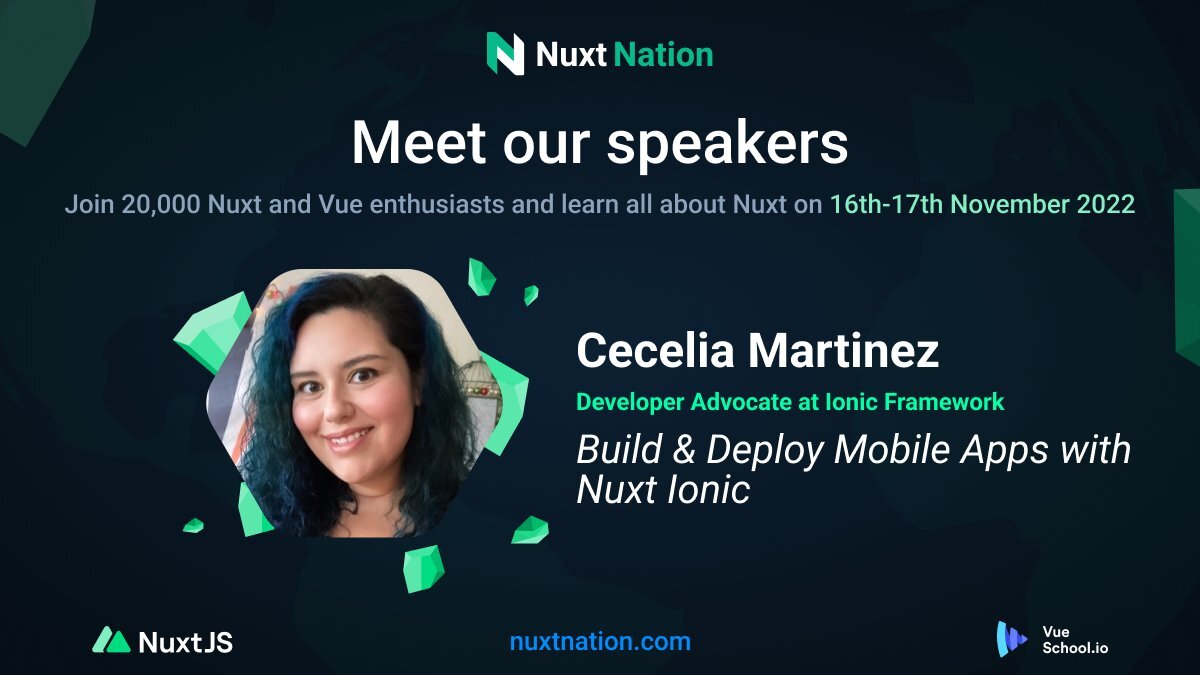 Nuxt Nation
Meet our speakers
Join 20,000 Nuxt and Vue enthusiasts and learn all about Nuxt on 16th-17th November 2022
Cecelia Martinez
Developer Advocate at Ionic Framework
Build & Deploy Mobile Apps with
Nuxt Ionic
NuxtJS
nuxtnation.com
Vue
School.io